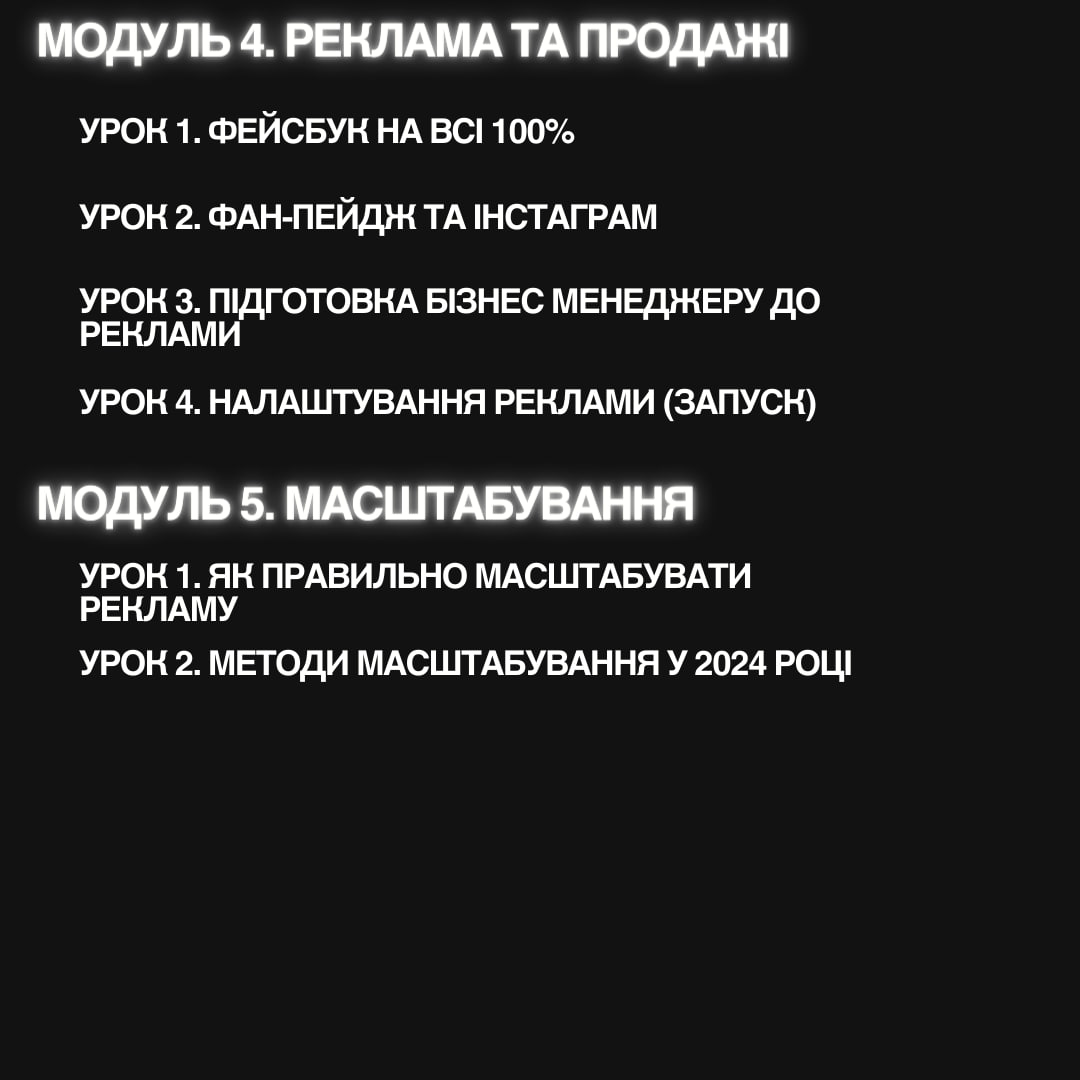 МОДУЛЬ 4. РЕКЛАМА ТА ПРОДАЖІ
УРОК 1. ФЕЙСБУК НА ВСІ 100%
УРОК 2. ФАН-ПЕЙДЖ ТА ІНСТАГРАМ
УРОК 3. ПІДГОТОВКА БІЗНЕС МЕНЕДЖЕРУ ДО
РЕКЛАМИ
УРОК 4. НАЛАШТУВАННЯ РЕКЛАМИ (ЗАПУСК)
МОДУЛЬ 5. МАСШТАБУВАННЯ
УРОК 1. ЯК ПРАВИЛЬНО МАСШТАБУВАТИ
РЕКЛАМУ
УРОК 2. МЕТОДИ МАСШТАБУВАННЯ У 2024 РОЦІ